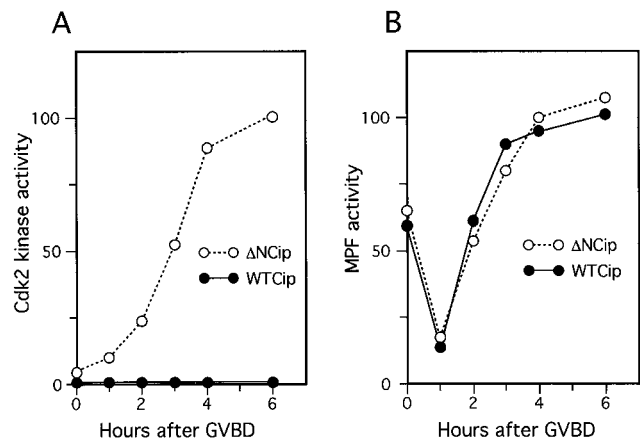 A
Cdk2 kinase activity
100
50
0
ΔNCip
WTCip
0 2 4 6
Hours after GVBD
B
MPF activity
100
50
0
ΔNCip
WTCip
0 2 4 6
Hours after GVBD